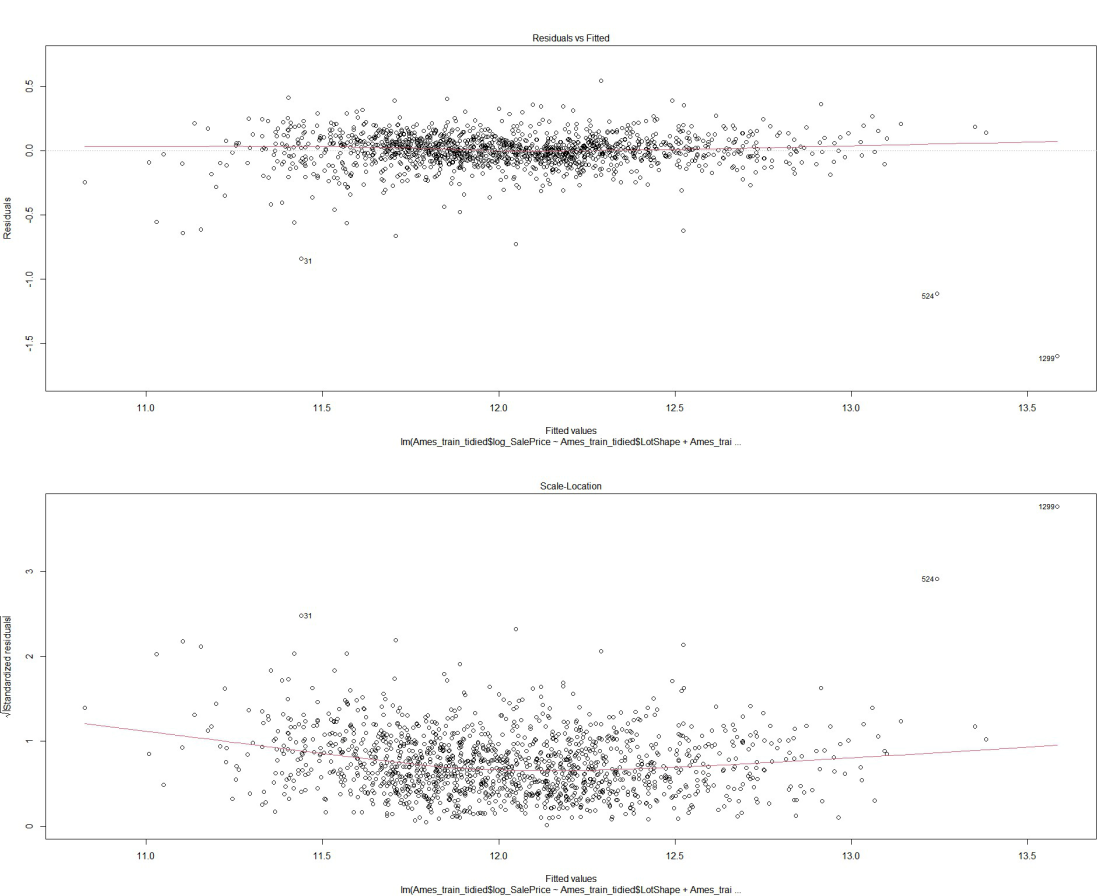 Residuals vs Fitted
Residuals
0.5
0.0
-0.5
-1.0
-1.5
31
524
1299
11.0 11.5 12.0 12.5 13.0 13.5
Fitted values
lm(Ames_train_tidied$log_SalePrice ~ Ames_train_tidied$LotShape + Ames_trai ...
Scale-Location
√|Standardized residuals|
3
2
1
0
1299
524
31
11.0 11.5 12.0 12.5 13.0 13.5
Fitted values
lm(Ames_train_tidied$log_SalePrice ~ Ames_train_tidied$LotShape + Ames_trai ...